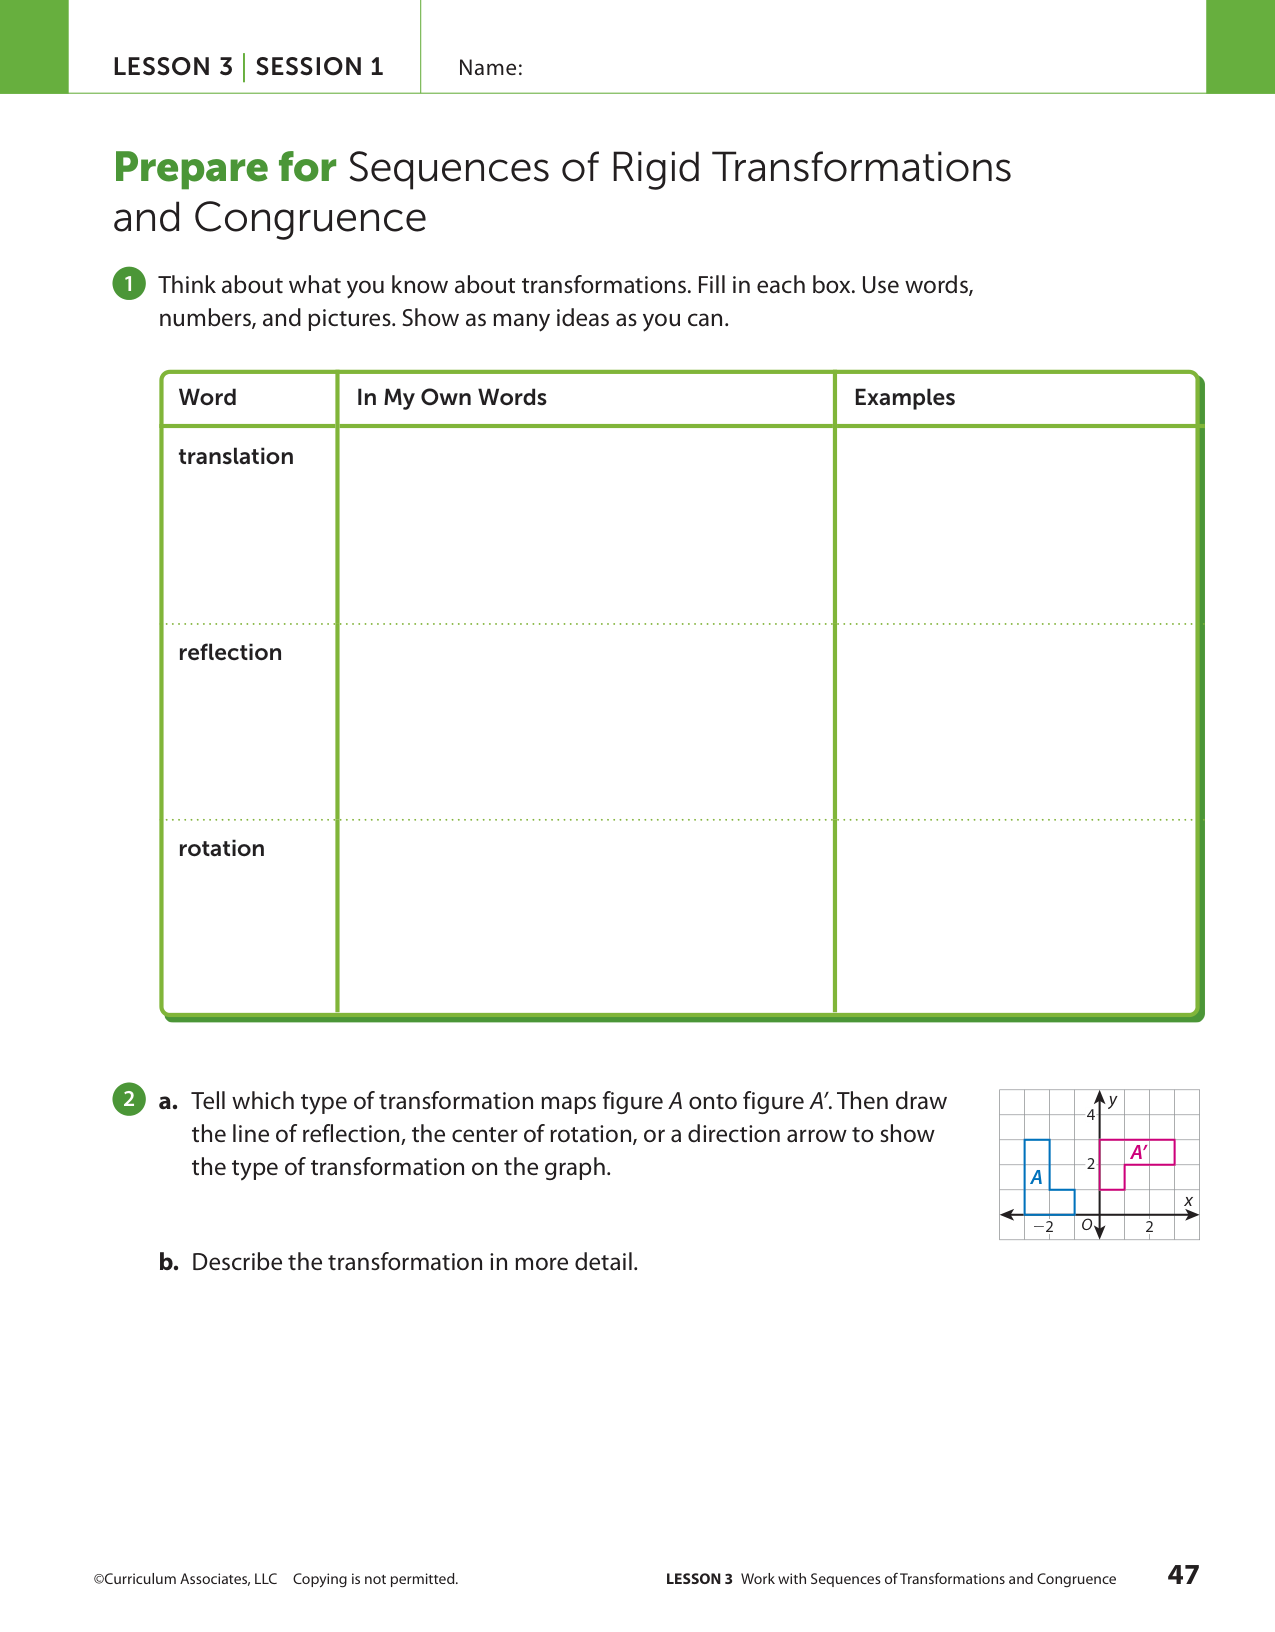 LESSON 3 | SESSION 1
Name:
Prepare for Sequences of Rigid Transformations
and Congruence
1 Think about what you know about transformations. Fill in each box. Use words,
numbers, and pictures. Show as many ideas as you can.
Word In My Own Words Examples
translation
reflection
rotation
2 a. Tell which type of transformation maps figure A onto figure A′. Then draw
the line of reflection, the center of rotation, or a direction arrow to show
the type of transformation on the graph.
y
4
A′
2
A
x
−2 O 2
b. Describe the transformation in more detail.
©Curriculum Associates, LLC Copying is not permitted.
LESSON 3 Work with Sequences of Transformations and Congruence 47